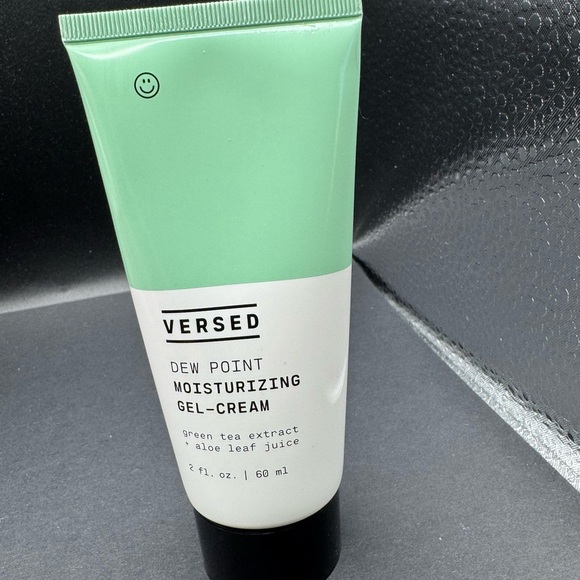 VERSED
DEW POINT
MOISTURIZING
GEL-CREAM
green tea extract
+ aloe leaf juice
2 fl. oz. | 60 ml